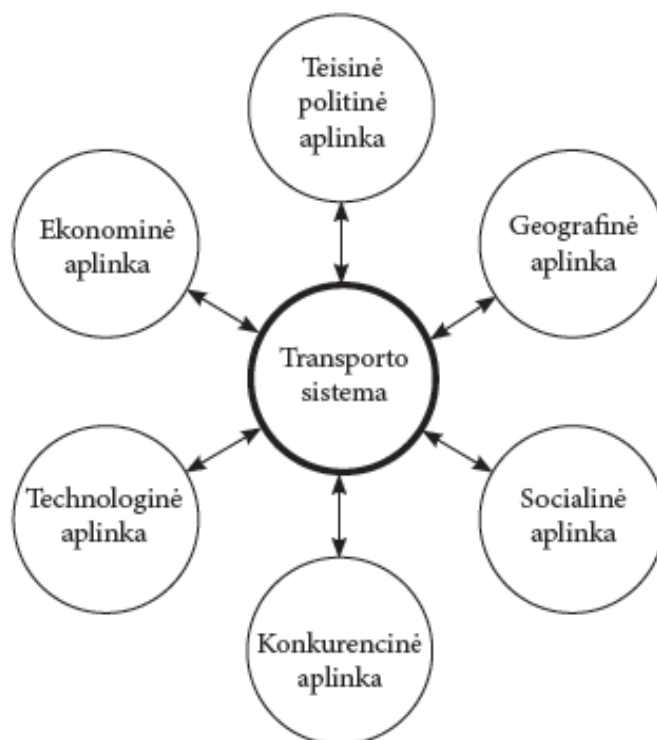 Teisinė
politinė
aplinka
Ekonominė
aplinka
Geografinė
aplinka
Transporto
sistema
Technologinė
aplinka
Socialinė
aplinka
Konkurencinė
aplinka